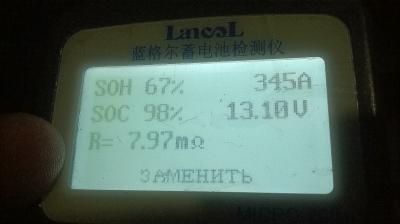 Lancol
蓝格尔蓄电池检测仪
SOH 67% 345A
SOC 98% 13.10V
R= 7.97mΩ
ЗАМЕНИТЬ